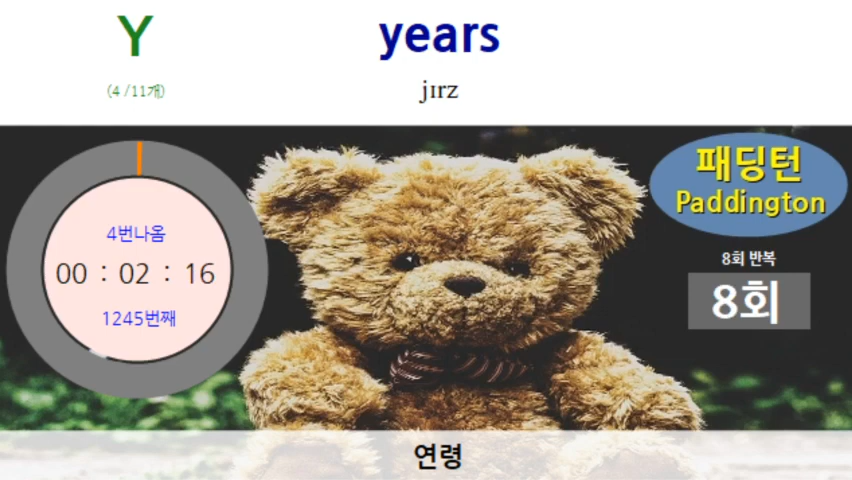 Y
years
(4 /11개)
jɪrz
패딩턴
Paddington
4번나옴
00 : 02 : 16
1245번째
8회 반복
8회
연령